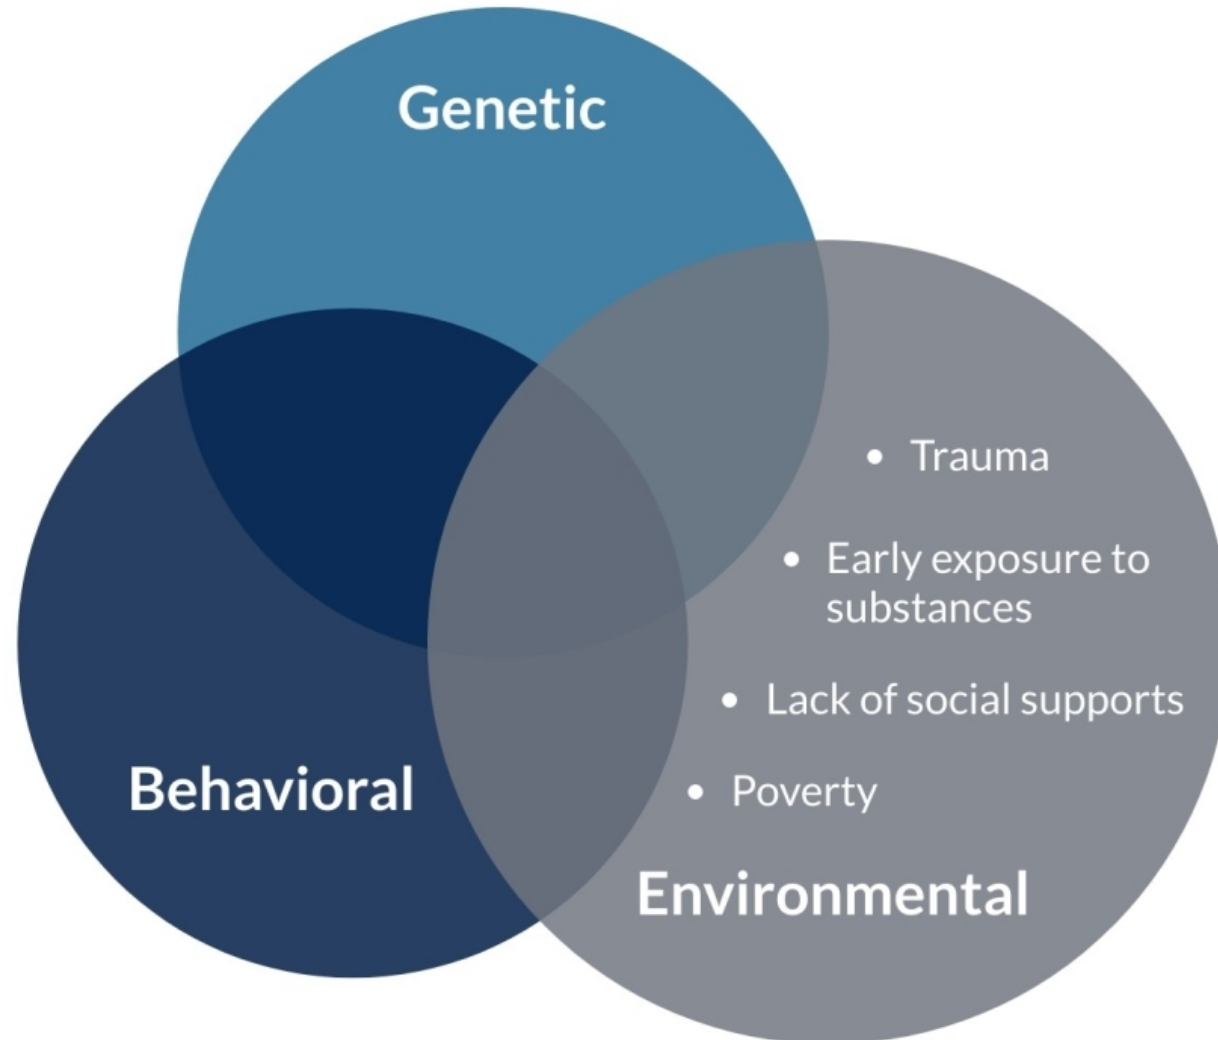 Genetic
• Trauma
• Early exposure to
substances
• Lack of social supports
• Poverty
Behavioral
Environmental